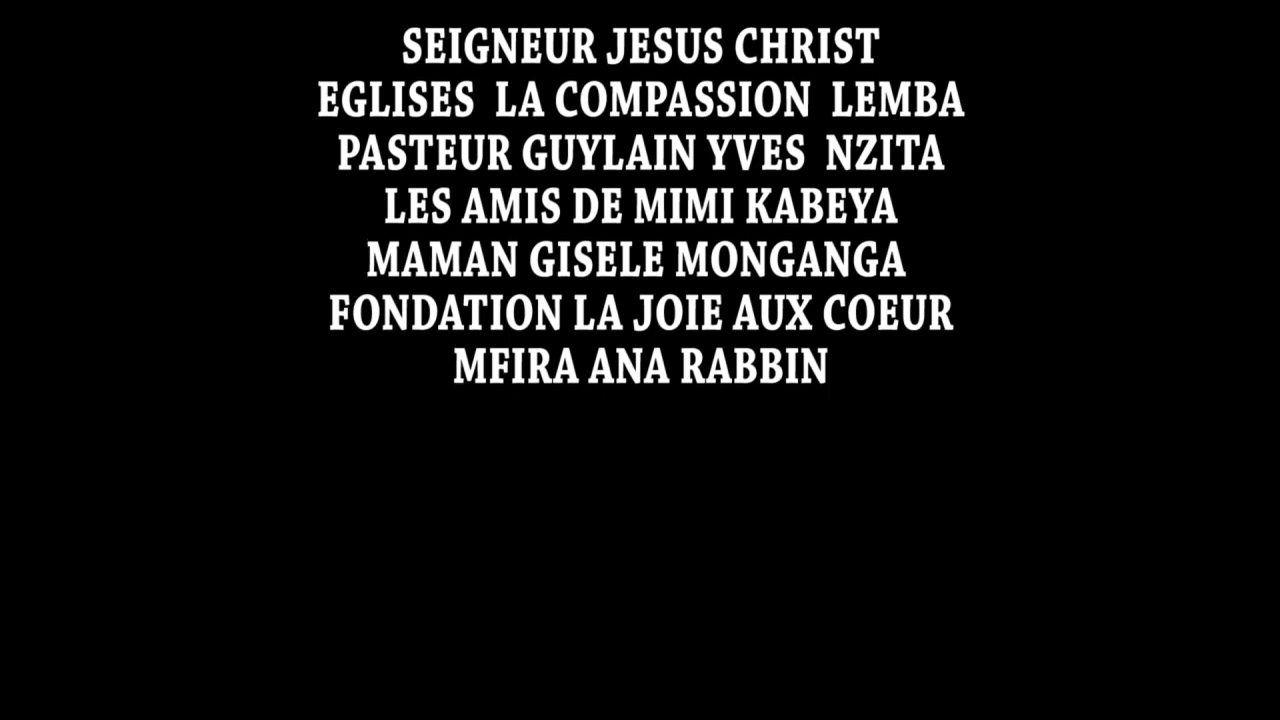 SEIGNEUR JESUS CHRIST
EGLISES LA COMPASSION LEMBA
PASTEUR GUYLAIN YVES NZITA
LES AMIS DE MIMI KABEYA
MAMAN GISELE MONGANGA
FONDATION LA JOIE AUX COEUR
MFIRA ANA RABBIN